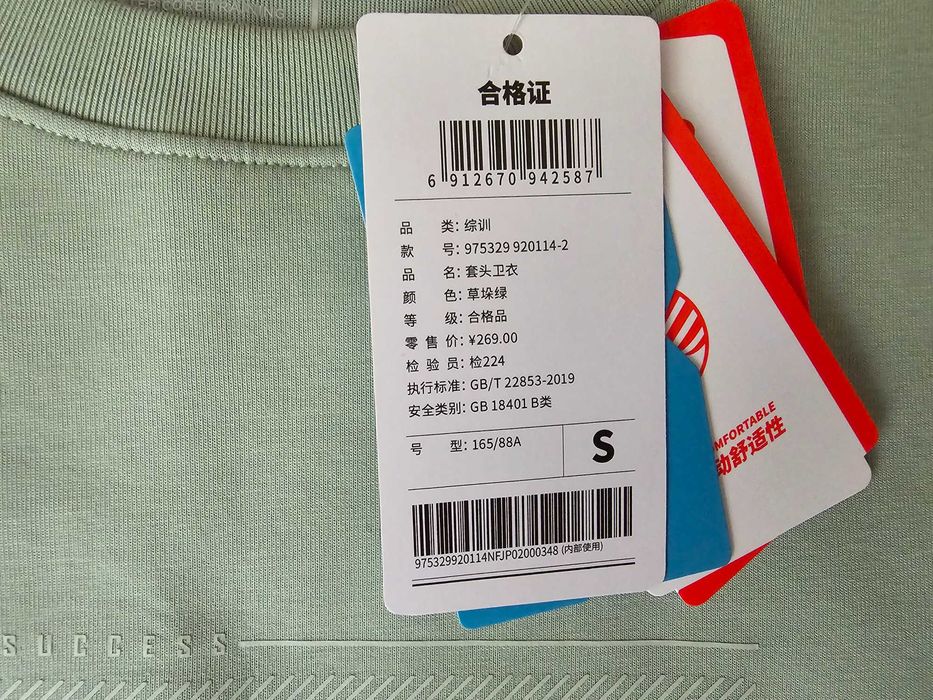 CORE TRAINING
合格证
6 912670 942587
品 类: 综训
款 号: 975329 920114-2
品 名: 套头卫衣
颜 色: 草垛绿
等 级: 合格品
零 售 价: ¥269.00
检 验 员: 检224
执行标准: GB/T 22853-2019
安全类别: GB 18401 B类
号 型: 165/88A
S
975329920114NFJP02000348 (内部使用)
MFORTABLE
动舒适性
SUCCESS